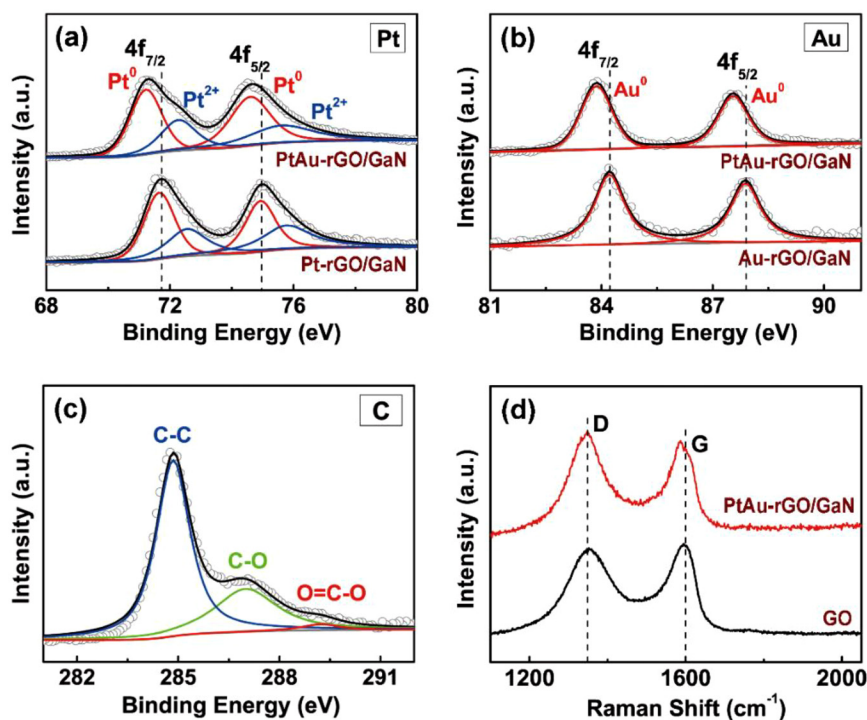 (a)
4f7/2
4f5/2
Pt
Pt0
Pt2+
Pt0
Pt2+
PtAu-rGO/GaN
Pt-rGO/GaN
Intensity (a.u.)
68 72 76 80
Binding Energy (eV)
(b)
4f7/2
4f5/2
Au
Au0
Au0
PtAu-rGO/GaN
Au-rGO/GaN
Intensity (a.u.)
81 84 87 90
Binding Energy (eV)
(c)
C
C-C
C-O
O=C-O
Intensity (a.u.)
282 285 288 291
Binding Energy (eV)
(d)
D
G
PtAu-rGO/GaN
GO
Intensity (a.u.)
1200 1600 2000
Raman Shift (cm-1)